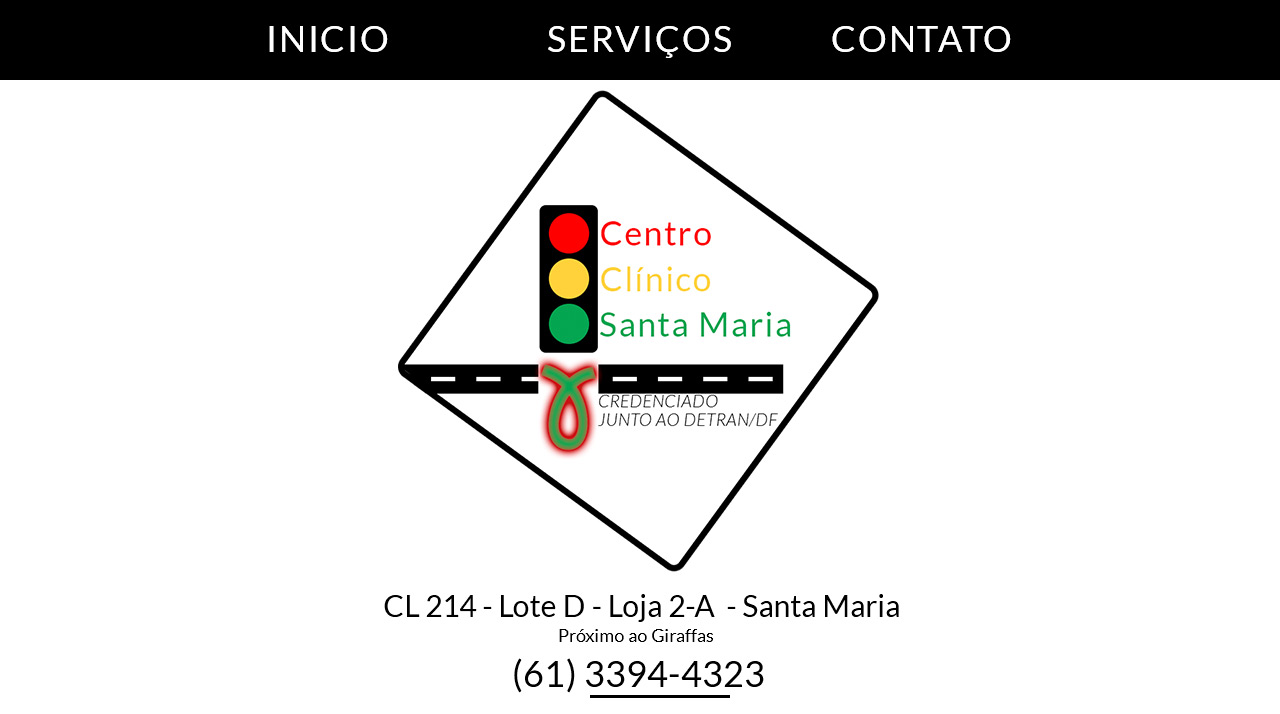 INICIO SERVIÇOS CONTATO
Centro
Clínico
Santa Maria
CREDENCIADO
JUNTO AO DETRAN/DF
CL 214 - Lote D - Loja 2-A - Santa Maria
Próximo ao Giraffas
(61) 3394-4323